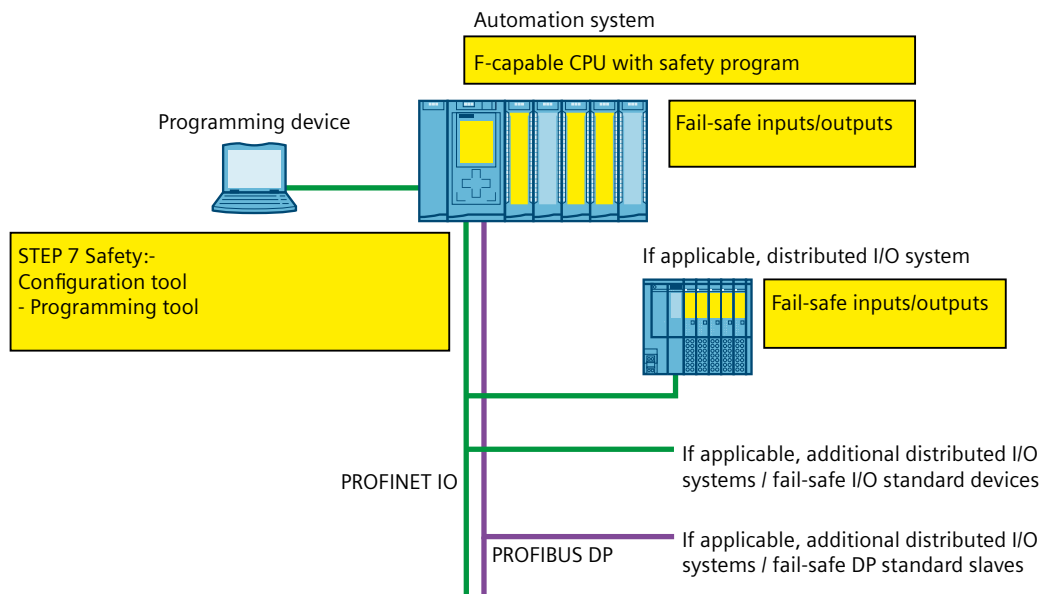 Automation system
F-capable CPU with safety program
Programming device
Fail-safe inputs/outputs
STEP 7 Safety:-
Configuration tool
- Programming tool
If applicable, distributed I/O system
Fail-safe inputs/outputs
If applicable, additional distributed I/O
systems / fail-safe I/O standard devices
PROFINET IO
If applicable, additional distributed I/O
systems / fail-safe DP standard slaves
PROFIBUS DP